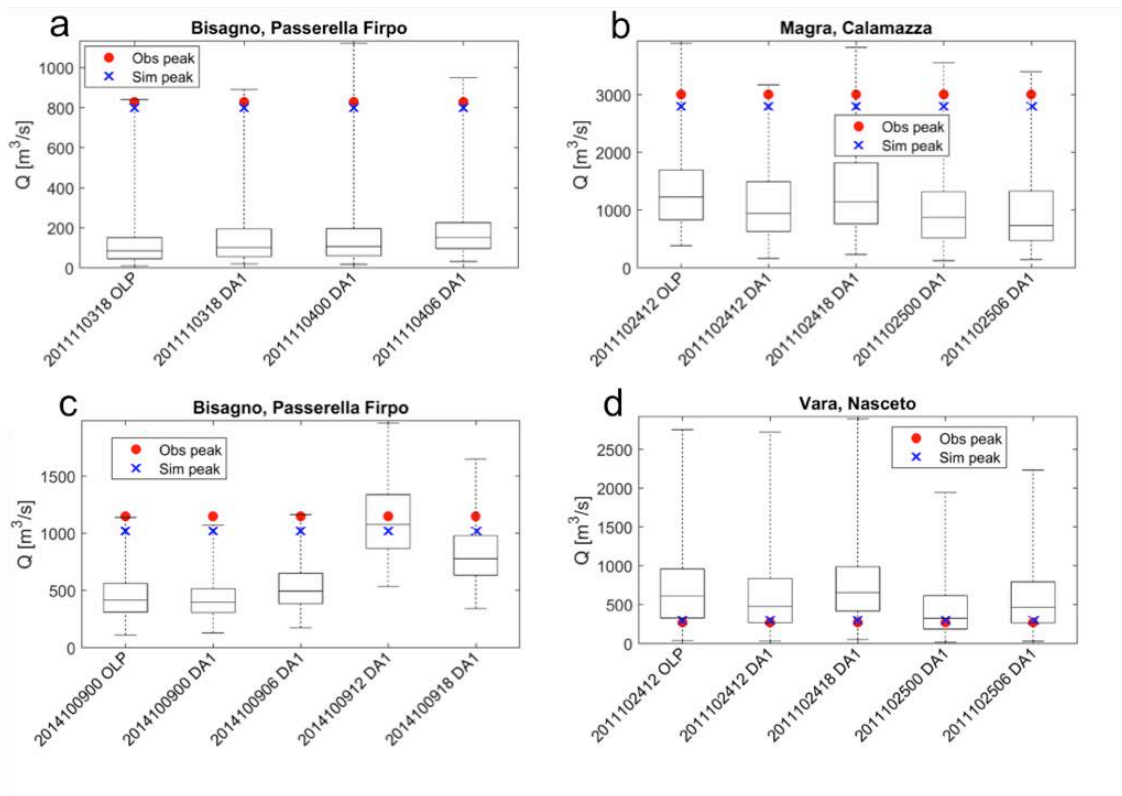 a
Bisagno, Passerella Firpo
Obs peak
Sim peak
Q [m³/s]
1000
800
600
400
200
0
2011110318 OLP
2011110318 DA1
2011110400 DA1
2011110406 DA1
b
Magra, Calamazza
Obs peak
Sim peak
Q [m³/s]
3000
2000
1000
0
2011102412 OLP
2011102412 DA1
2011102418 DA1
2011102500 DA1
2011102506 DA1
c
Bisagno, Passerella Firpo
Obs peak
Sim peak
Q [m³/s]
1500
1000
500
0
2014100900 OLP
2014100900 DA1
2014100906 DA1
2014100912 DA1
2014100918 DA1
d
Vara, Nasceto
Obs peak
Sim peak
Q [m³/s]
2500
2000
1500
1000
500
0
2011102412 OLP
2011102412 DA1
2011102418 DA1
2011102500 DA1
2011102506 DA1